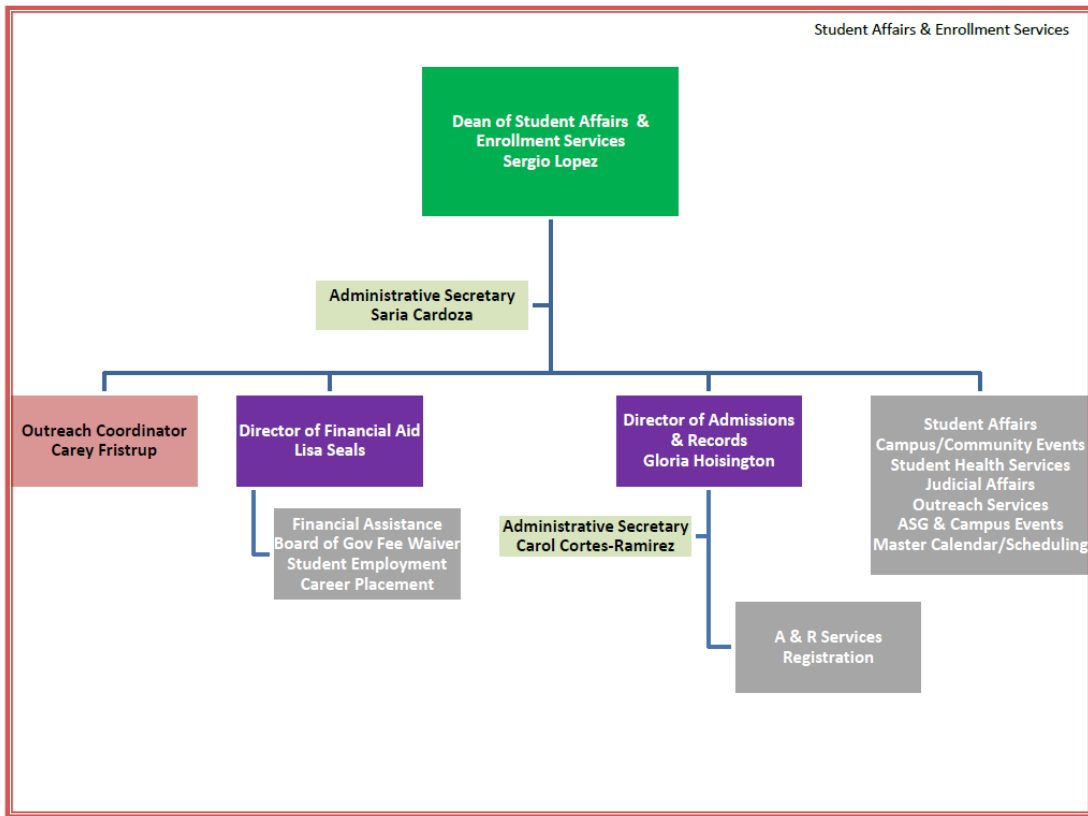 Student Affairs & Enrollment Services
Dean of Student Affairs &
Enrollment Services
Sergio Lopez
Administrative Secretary
Saria Cardoza
Outreach Coordinator
Carey Fristrup
Director of Financial Aid
Lisa Seals
Financial Assistance
Board of Gov Fee Waiver
Student Employment
Career Placement
Director of Admissions
& Records
Gloria Hoisington
Administrative Secretary
Carol Cortes-Ramirez
A & R Services
Registration
Student Affairs
Campus/Community Events
Student Health Services
Judicial Affairs
Outreach Services
ASG & Campus Events
Master Calendar/Scheduling